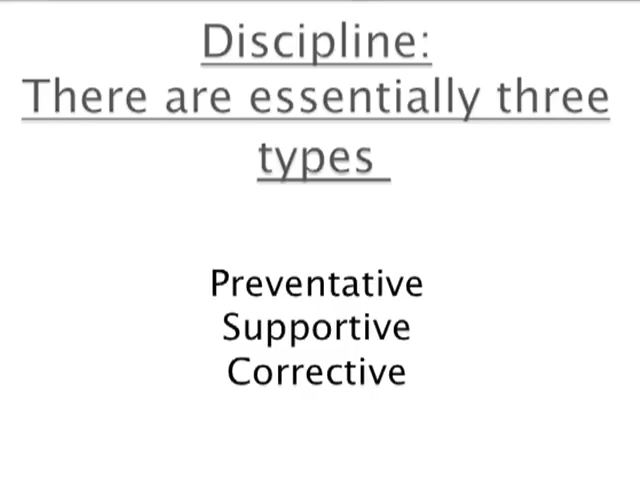 Discipline:
There are essentially three
types
Preventative
Supportive
Corrective